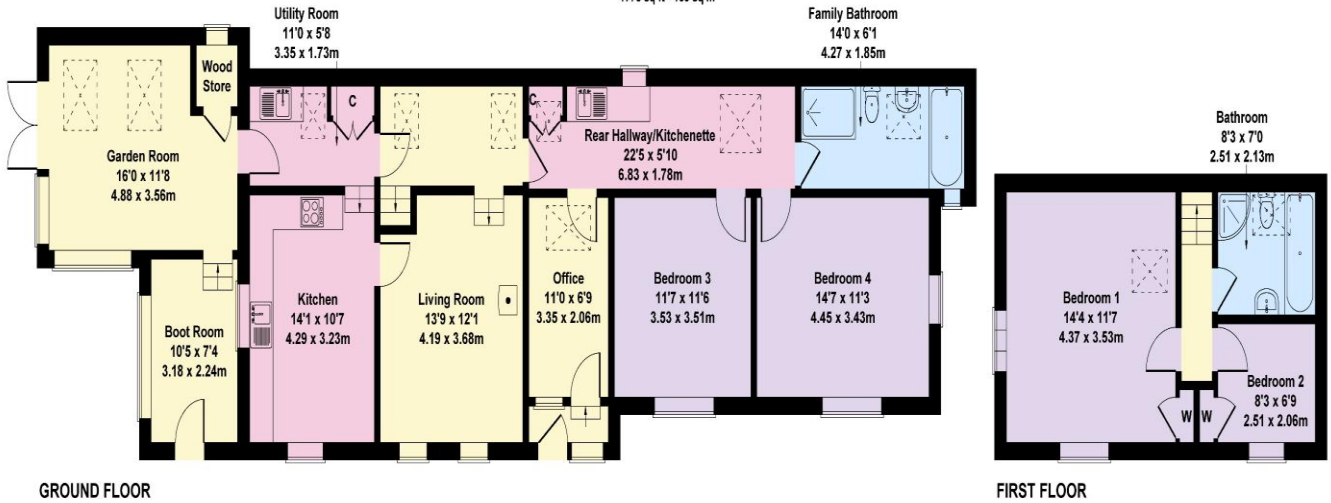 Utility Room
11'0 x 5'8
3.35 x 1.73m
Family Bathroom
14'0 x 6'1
4.27 x 1.85m
Wood
Store
C
C
Garden Room
16'0 x 11'8
4.88 x 3.56m
Rear Hallway/Kitchenette
22'5 x 5'10
6.83 x 1.78m
Bathroom
8'3 x 7'0
2.51 x 2.13m
Boot Room
10'5 x 7'4
3.18 x 2.24m
Kitchen
14'1 x 10'7
4.29 x 3.23m
Living Room
13'9 x 12'1
4.19 x 3.68m
Office
11'0 x 6'9
3.35 x 2.06m
Bedroom 3
11'7 x 11'6
3.53 x 3.51m
Bedroom 4
14'7 x 11'3
4.45 x 3.43m
Bedroom 1
14'4 x 11'7
4.37 x 3.53m
Bedroom 2
8'3 x 6'9
2.51 x 2.06m
W
W
GROUND FLOOR
FIRST FLOOR